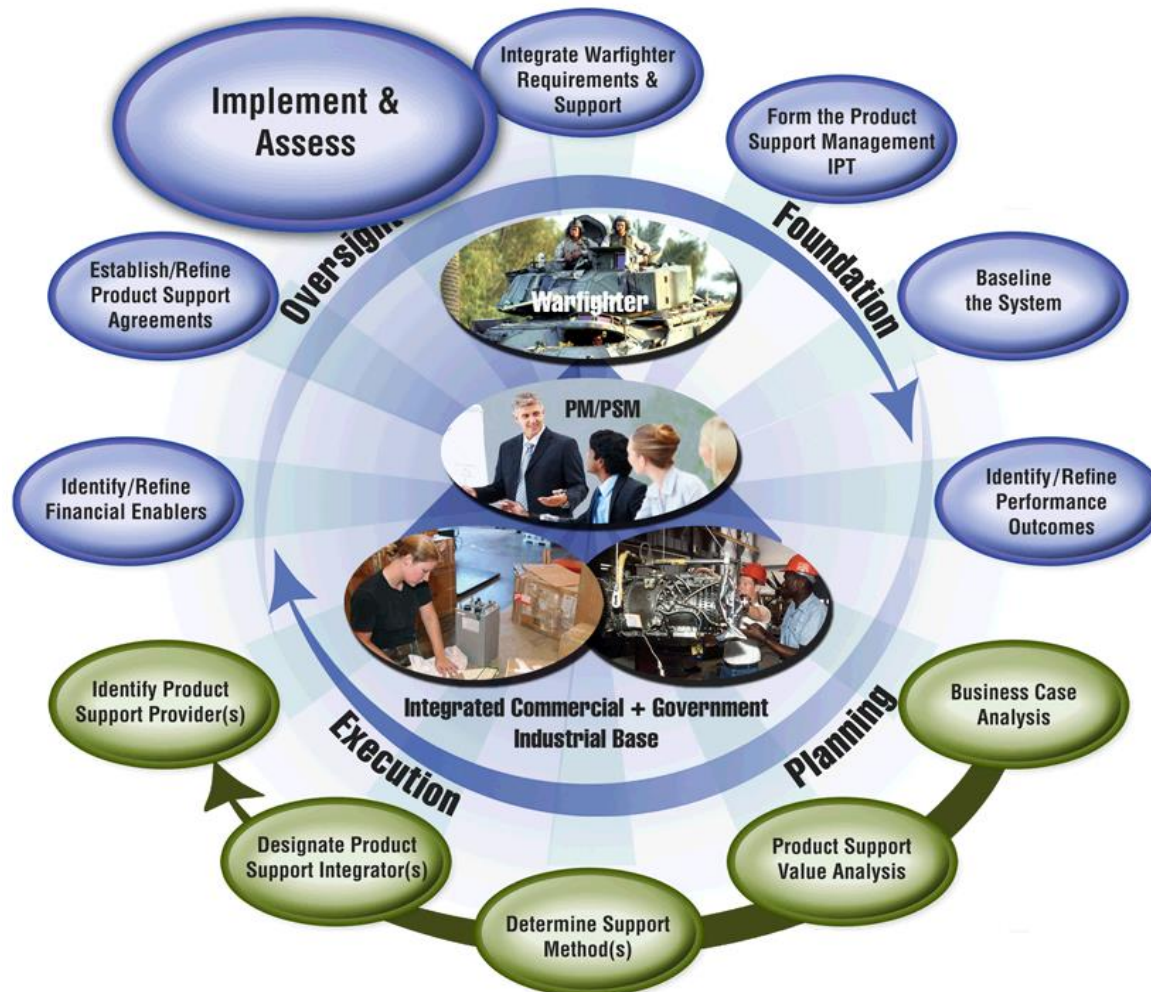 Implement &
Assess
Integrate Warfighter
Requirements &
Support
Form the Product
Support Management
IPT
Baseline
the System
Identify/Refine
Performance
Outcomes
Business Case
Analysis
Product Support
Value Analysis
Determine Support
Method(s)
Designate Product
Support Integrator(s)
Identify Product
Support Provider(s)
Identify/Refine
Financial Enablers
Establish/Refine
Product Support
Agreements
Oversight
Foundation
Planning
Execution
Warfighter
PM/PSM
Integrated Commercial + Government
Industrial Base